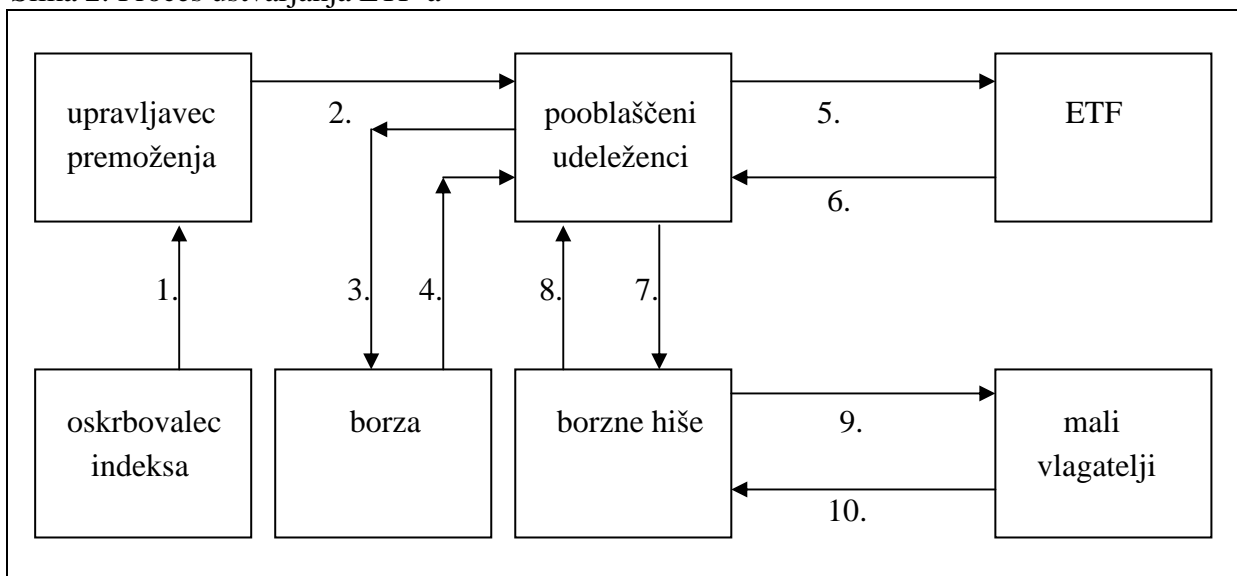 Slika 2: Proces ustvarjanja ETF-a
upravljavec
premoženja
2.
pooblaščeni
udeleženci
5.
6.
ETF
1.
3.
4.
8.
7.
oskrbovalec
indeksa
borza
borzne hiše
9.
10.
mali
vlagatelji